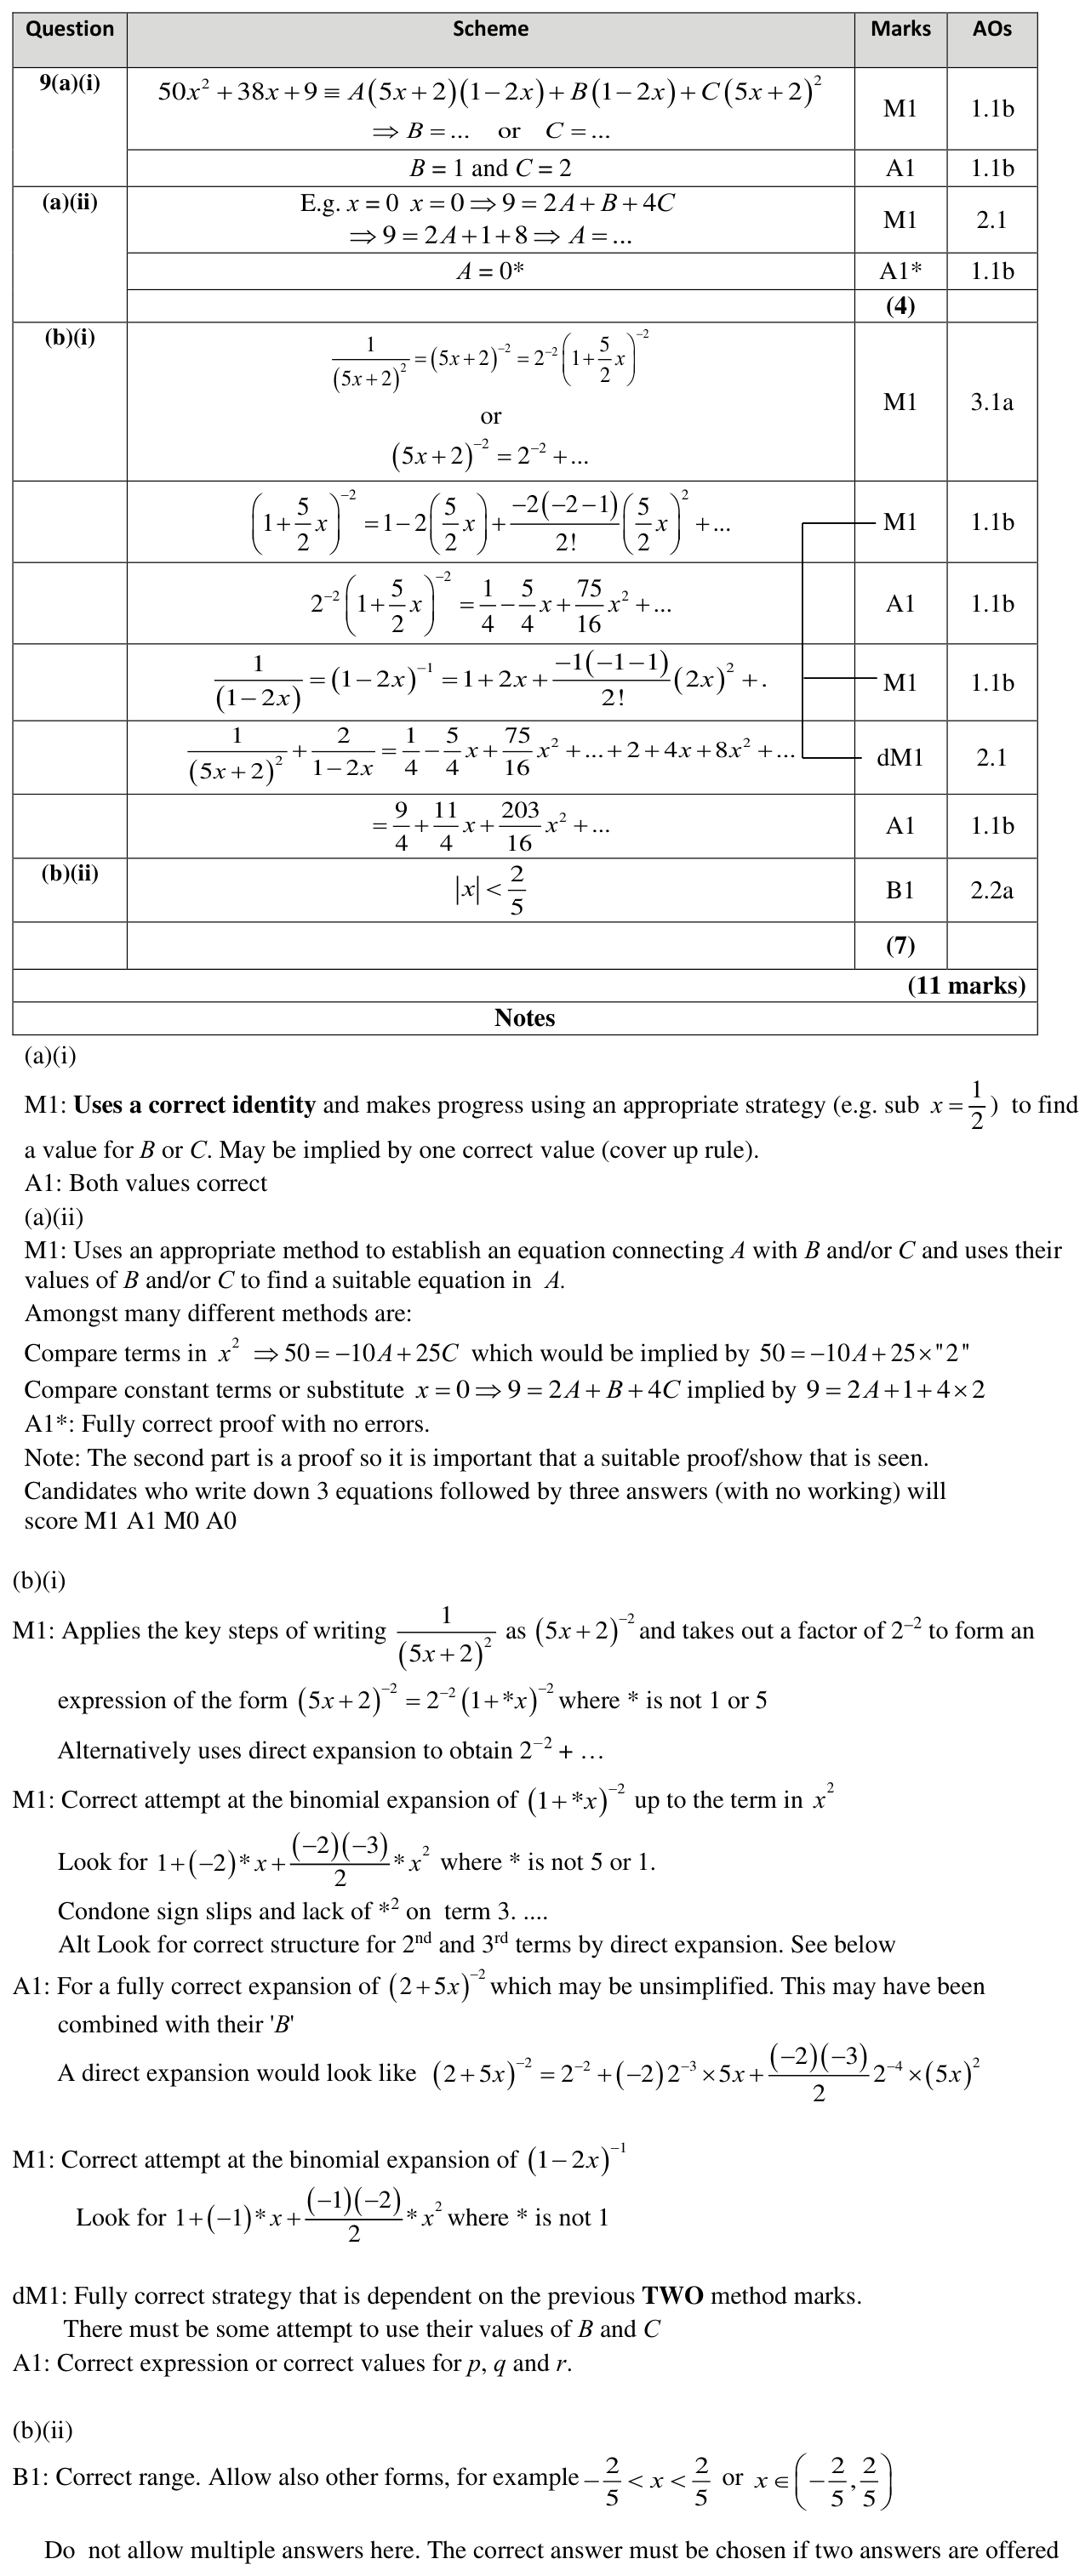 Question Scheme Marks AOs
9(a)(i) 50x² + 38x + 9 ≡ A(5x + 2)(1 − 2x) + B(1 − 2x) + C(5x + 2)²
⇒ B = ... or C = ... M1 1.1b
B = 1 and C = 2 A1 1.1b
(a)(ii) E.g. x = 0 x = 0 ⇒ 9 = 2A + B + 4C
⇒ 9 = 2A + 1 + 8 ⇒ A = ... M1 2.1
A = 0* A1* 1.1b
(4)
(b)(i) 1/(5x + 2)² = (5x + 2)⁻² = 2⁻²(1 + 5/2 x)⁻²
or M1 3.1a
(5x + 2)⁻² = 2⁻² + ...
(1 + 5/2 x)⁻² = 1 − 2(5/2 x) + −2(−2 − 1)/2! (5/2 x)² + ... M1 1.1b
2⁻²(1 + 5/2 x)⁻² = 1/4 − 5/4 x + 75/16 x² + ... A1 1.1b
1/(1 − 2x) = (1 − 2x)⁻¹ = 1 + 2x + −1(−1 − 1)/2! (2x)² + . M1 1.1b
1/(5x + 2)² + 2/(1 − 2x) = 1/4 − 5/4 x + 75/16 x² + ... + 2 + 4x + 8x² + ... dM1 2.1
= 9/4 + 11/4 x + 203/16 x² + ... A1 1.1b
(b)(ii) |x| < 2/5 B1 2.2a
(7)
(11 marks)
Notes
(a)(i)
M1: Uses a correct identity and makes progress using an appropriate strategy (e.g. sub x = 1/2 ) to find
a value for B or C. May be implied by one correct value (cover up rule).
A1: Both values correct
(a)(ii)
M1: Uses an appropriate method to establish an equation connecting A with B and/or C and uses their
values of B and/or C to find a suitable equation in A.
Amongst many different methods are:
Compare terms in x² ⇒ 50 = −10A + 25C which would be implied by 50 = −10A + 25 × "2"
Compare constant terms or substitute x = 0 ⇒ 9 = 2A + B + 4C implied by 9 = 2A + 1 + 4 × 2
A1*: Fully correct proof with no errors.
Note: The second part is a proof so it is important that a suitable proof/show that is seen.
Candidates who write down 3 equations followed by three answers (with no working) will
score M1 A1 M0 A0
(b)(i)
M1: Applies the key steps of writing 1/(5x + 2)² as (5x + 2)⁻² and takes out a factor of 2⁻² to form an
expression of the form (5x + 2)⁻² = 2⁻²(1 + *x)⁻² where * is not 1 or 5
Alternatively uses direct expansion to obtain 2⁻² + …
M1: Correct attempt at the binomial expansion of (1 + *x)⁻² up to the term in x²
Look for 1 + (−2)*x + (−2)(−3)/2 *x² where * is not 5 or 1.
Condone sign slips and lack of *² on term 3. ....
Alt Look for correct structure for 2nd and 3rd terms by direct expansion. See below
A1: For a fully correct expansion of (2 + 5x)⁻² which may be unsimplified. This may have been
combined with their 'B'
A direct expansion would look like (2 + 5x)⁻² = 2⁻² + (−2)2⁻³ × 5x + (−2)(−3)/2 2⁻⁴ × (5x)²
M1: Correct attempt at the binomial expansion of (1 − 2x)⁻¹
Look for 1 + (−1)*x + (−1)(−2)/2 *x² where * is not 1
dM1: Fully correct strategy that is dependent on the previous TWO method marks.
There must be some attempt to use their values of B and C
A1: Correct expression or correct values for p, q and r.
(b)(ii)
B1: Correct range. Allow also other forms, for example −2/5 < x < 2/5 or x ∈ (−2/5, 2/5)
Do not allow multiple answers here. The correct answer must be chosen if two answers are offered